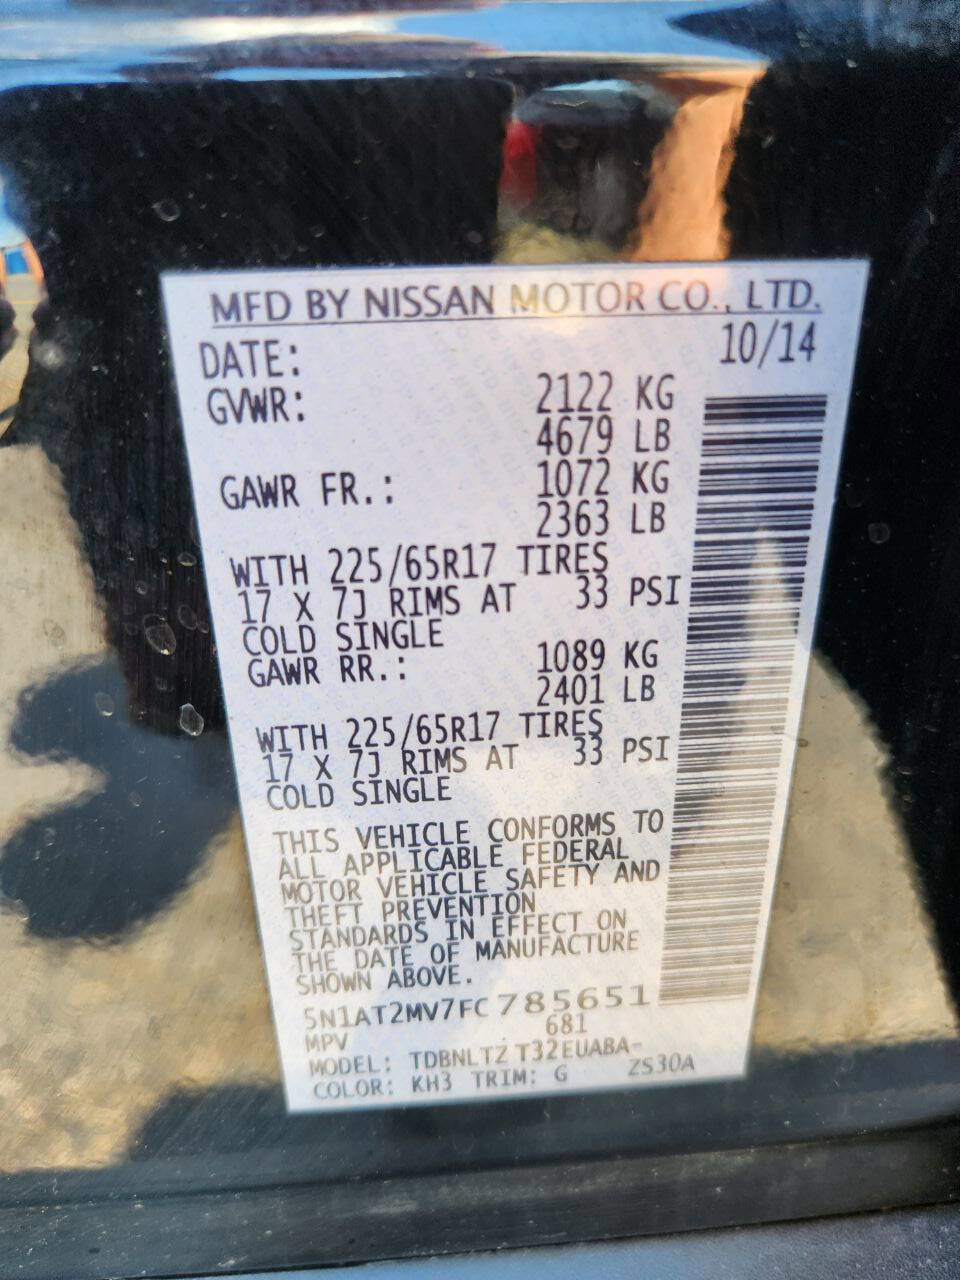 MFD BY NISSAN MOTOR CO., LTD.
DATE: 10/14
GVWR: 2122 KG
4679 LB
GAWR FR.: 1072 KG
2363 LB
WITH 225/65R17 TIRES
17 X 7J RIMS AT 33 PSI
COLD SINGLE
GAWR RR.: 1089 KG
2401 LB
WITH 225/65R17 TIRES
17 X 7J RIMS AT 33 PSI
COLD SINGLE
THIS VEHICLE CONFORMS TO
ALL APPLICABLE FEDERAL
MOTOR VEHICLE SAFETY AND
THEFT PREVENTION
STANDARDS IN EFFECT ON
THE DATE OF MANUFACTURE
SHOWN ABOVE.
5N1AT2MV7FC785651
MPV 681
MODEL: TDBNLTZ T32EUABA-
COLOR: KH3 TRIM: G ZS30A